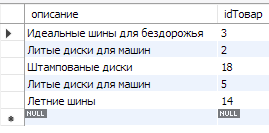 описание idТовар
Идеальные шины для бездорожья 3
Литые диски для машин 2
Штампованые диски 18
Литые диски для машин 5
Летние шины 14
NULL NULL